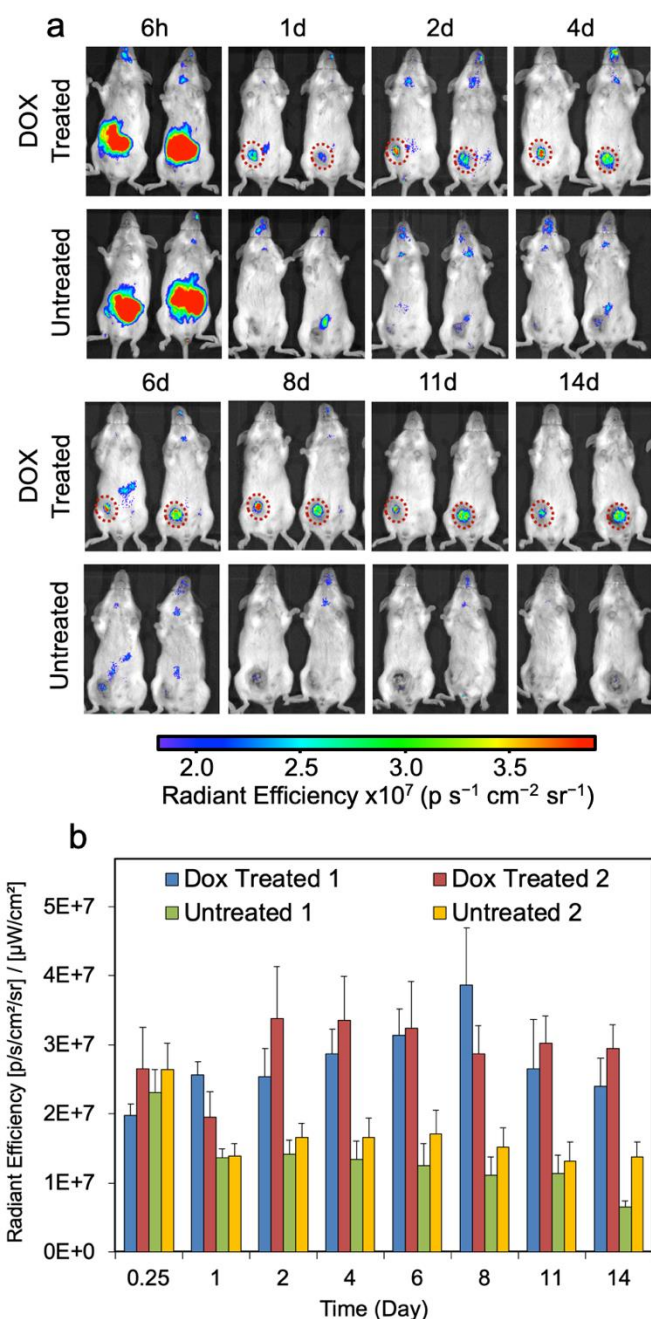 a
6h 1d 2d 4d
DOX
Treated
Untreated
6d 8d 11d 14d
DOX
Treated
Untreated
2.0 2.5 3.0 3.5
Radiant Efficiency x10⁷ (p s⁻¹ cm⁻² sr⁻¹)
b
Dox Treated 1 Dox Treated 2
Untreated 1 Untreated 2
Radiant Efficiency [p/s/cm²/sr] / [µW/cm²]
5E+7
4E+7
3E+7
2E+7
1E+7
0E+0
0.25 1 2 4 6 8 11 14
Time (Day)